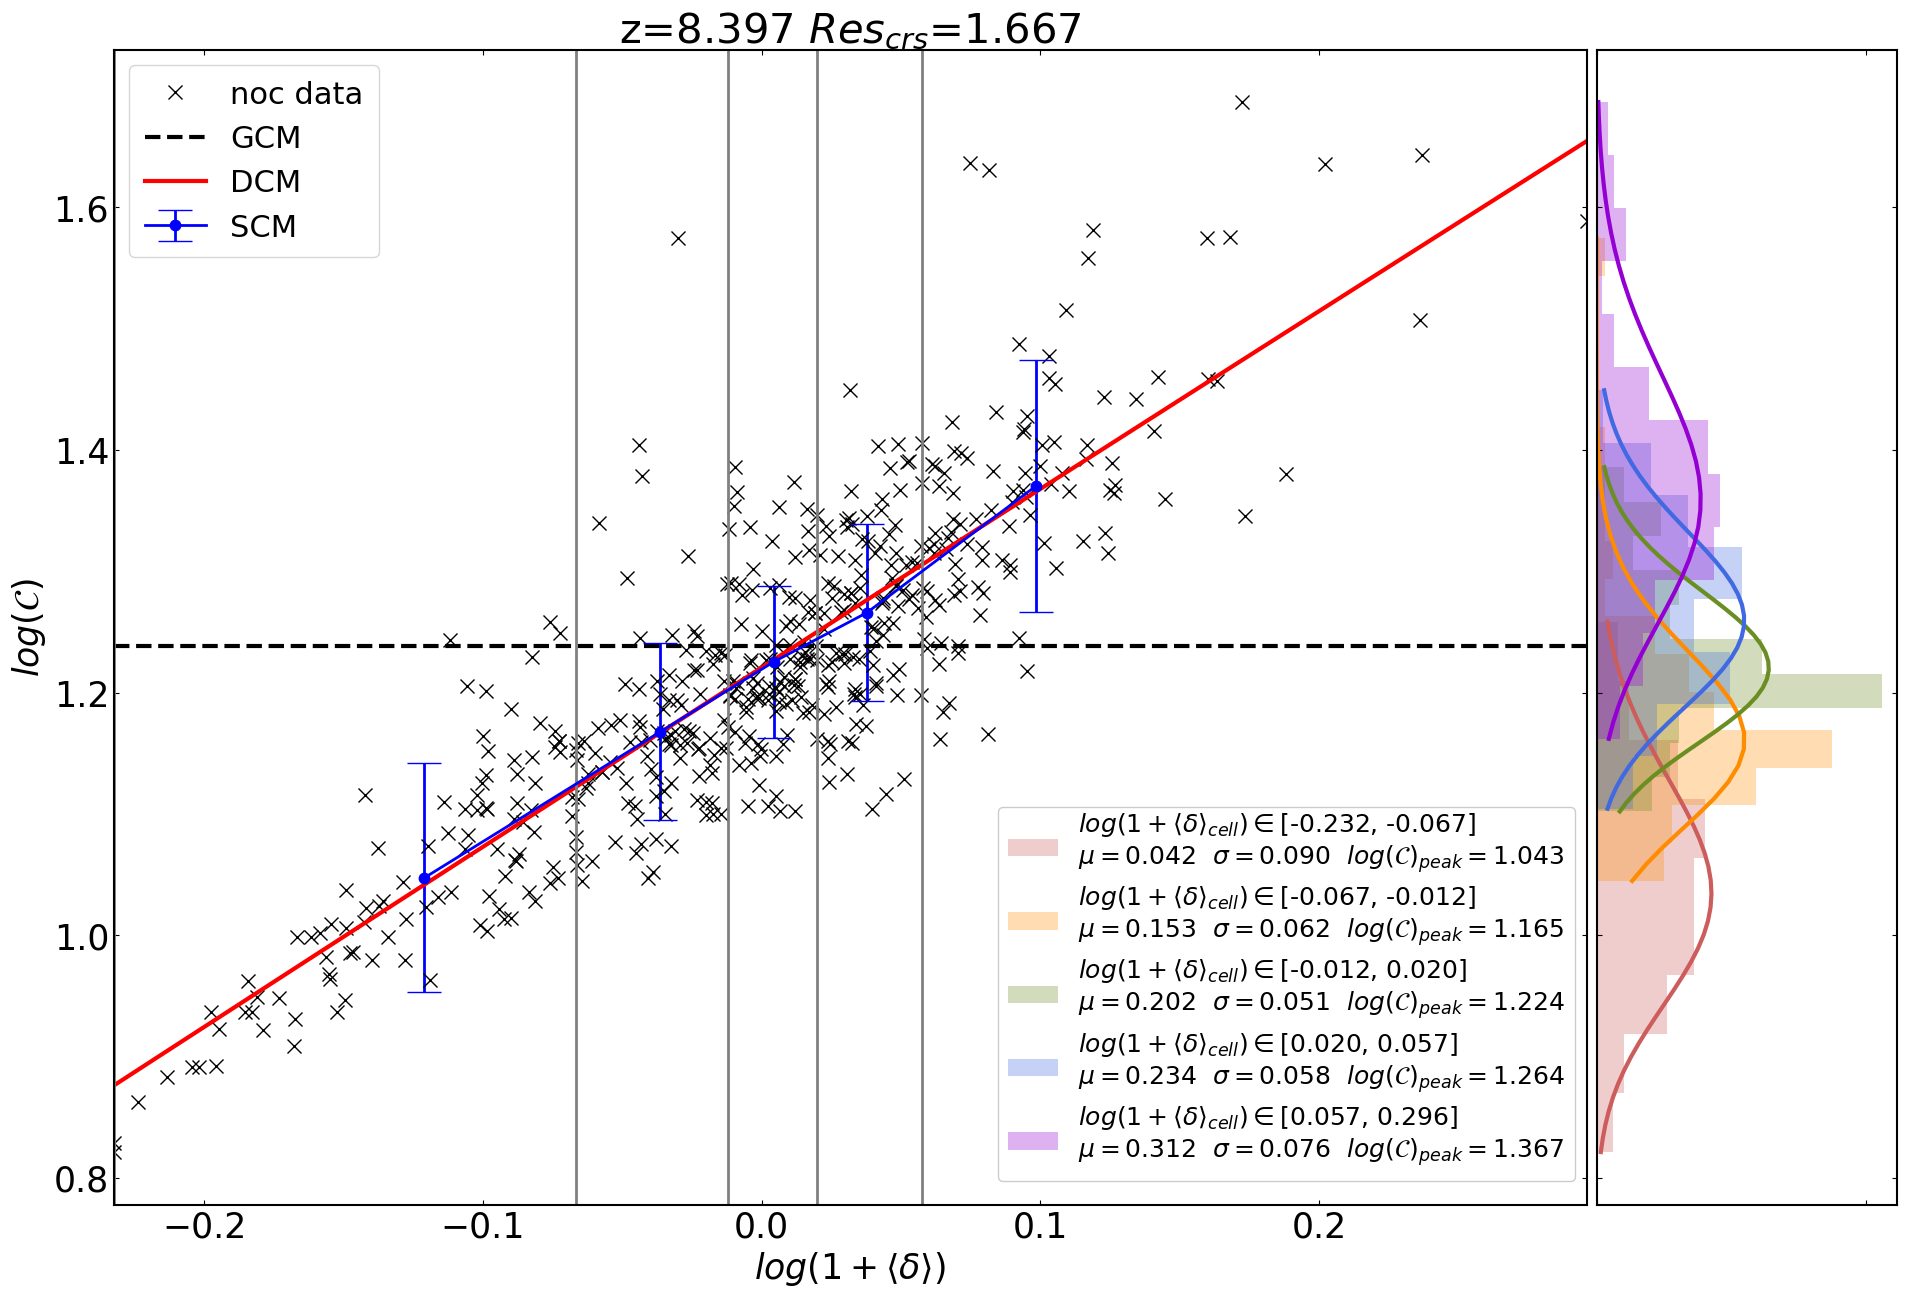 z=8.397 Res_crs=1.667
noc data
GCM
DCM
SCM
log(𝒞)
1.6
1.4
1.2
1.0
0.8
log(1 + ⟨δ⟩_cell) ∈ [-0.232, -0.067]
μ = 0.042 σ = 0.090 log(𝒞)_peak = 1.043
log(1 + ⟨δ⟩_cell) ∈ [-0.067, -0.012]
μ = 0.153 σ = 0.062 log(𝒞)_peak = 1.165
log(1 + ⟨δ⟩_cell) ∈ [-0.012, 0.020]
μ = 0.202 σ = 0.051 log(𝒞)_peak = 1.224
log(1 + ⟨δ⟩_cell) ∈ [0.020, 0.057]
μ = 0.234 σ = 0.058 log(𝒞)_peak = 1.264
log(1 + ⟨δ⟩_cell) ∈ [0.057, 0.296]
μ = 0.312 σ = 0.076 log(𝒞)_peak = 1.367
−0.2 −0.1 0.0 0.1 0.2
log(1 + ⟨δ⟩)